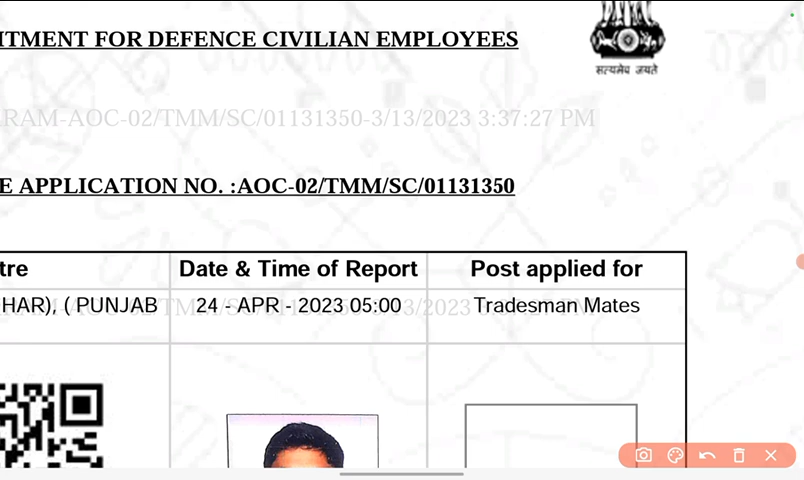 ITMENT FOR DEFENCE CIVILIAN EMPLOYEES
सत्यमेव जयते
RAM-AOC-02/TMM/SC/01131350-3/13/2023 3:37:27 PM
E APPLICATION NO. :AOC-02/TMM/SC/01131350
tre Date & Time of Report Post applied for
HAR), ( PUNJAB 24 - APR - 2023 05:00 Tradesman Mates